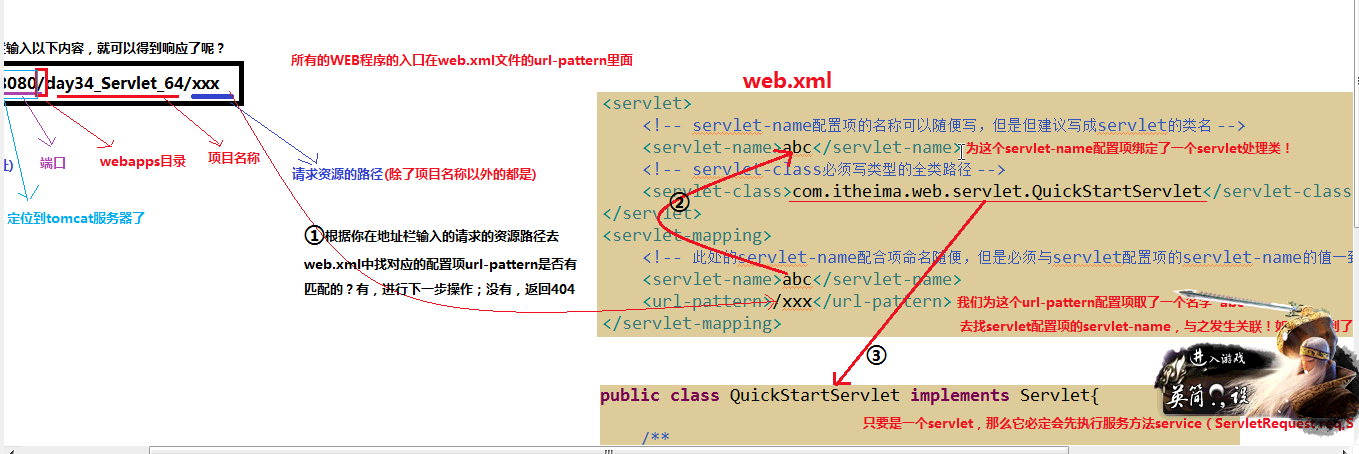 输入以下内容，就可以得到响应了呢？
所有的WEB程序的入口在web.xml文件的url-pattern里面
8080/day34_Servlet_64/xxx
端口
webapps目录
项目名称
请求资源的路径(除了项目名称以外的都是)
定位到tomcat服务器了
①根据你在地址栏输入的请求的资源路径去
web.xml中找对应的配置项url-pattern是否有
匹配的？有，进行下一步操作；没有，返回404
web.xml
<servlet>
<!-- servlet-name配置项的名称可以随便写，但是但建议写成servlet的类名 -->
<servlet-name>abc</servlet-name> 为这个servlet-name配置项绑定了一个servlet处理类！
<!-- servlet-class必须写类型的全类路径 -->
<servlet-class>com.itheima.web.servlet.QuickStartServlet</servlet-class
②
</servlet>
<servlet-mapping>
<!-- 此处的servlet-name配合项命名随便，但是必须与servlet配置项的servlet-name的值一致
<servlet-name>abc</servlet-name>
<url-pattern>/xxx</url-pattern> 我们为这个url-pattern配置项取了一个名字"abc"
</servlet-mapping>
去找servlet配置项的servlet-name，与之发生关联！如
到了
③
public class QuickStartServlet implements Servlet{
只要是一个servlet，那么它必定会先执行服务方法service（ServletRequest req,S
/**
进入游戏
英简
设